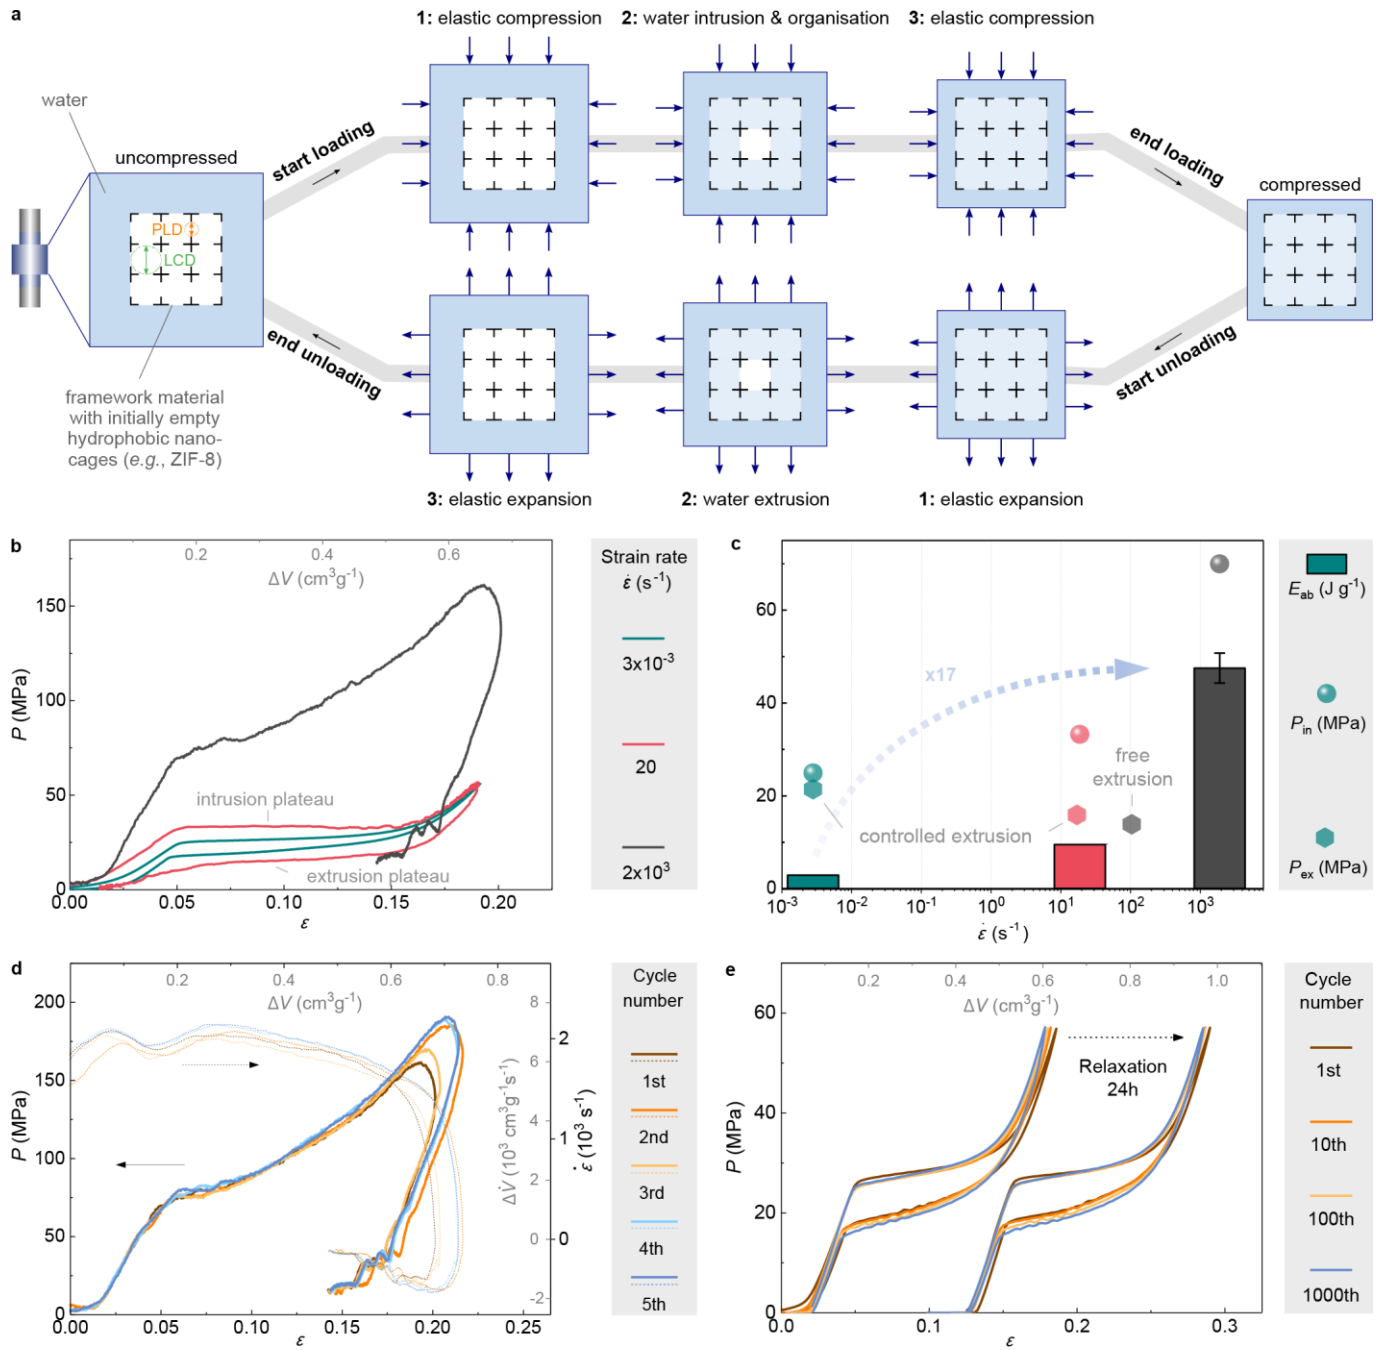 a
1: elastic compression
2: water intrusion & organisation
3: elastic compression
water
uncompressed
start loading
end loading
compressed
PLD
LCD
end unloading
start unloading
framework material
with initially empty
hydrophobic nano-
cages (e.g., ZIF-8)
3: elastic expansion
2: water extrusion
1: elastic expansion
b
0.2 0.4 0.6
ΔV (cm³g⁻¹)
150
100
50
0
P (MPa)
intrusion plateau
extrusion plateau
0.00 0.05 0.10 0.15 0.20
ε
Strain rate
ε̇ (s⁻¹)
3x10⁻³
20
2x10³
c
60
40
20
0
x17
free
extrusion
controlled extrusion
10⁻³ 10⁻² 10⁻¹ 10⁰ 10¹ 10² 10³
ε̇ (s⁻¹)
E_ab (J g⁻¹)
P_in (MPa)
P_ex (MPa)
d
0.0 0.2 0.4 0.6 0.8
ΔV (cm³g⁻¹)
200
150
100
50
0
P (MPa)
8
6
4
2
0
-2
ΔV̇ (10³ cm³g⁻¹s⁻¹)
2
1
0
ε̇ (10³ s⁻¹)
0.00 0.05 0.10 0.15 0.20 0.25
ε
Cycle
number
1st
2nd
3rd
4th
5th
e
0.2 0.4 0.6 0.8 1.0
ΔV (cm³g⁻¹)
60
40
20
0
P (MPa)
Relaxation
24h
0.0 0.1 0.2 0.3
ε
Cycle
number
1st
10th
100th
1000th